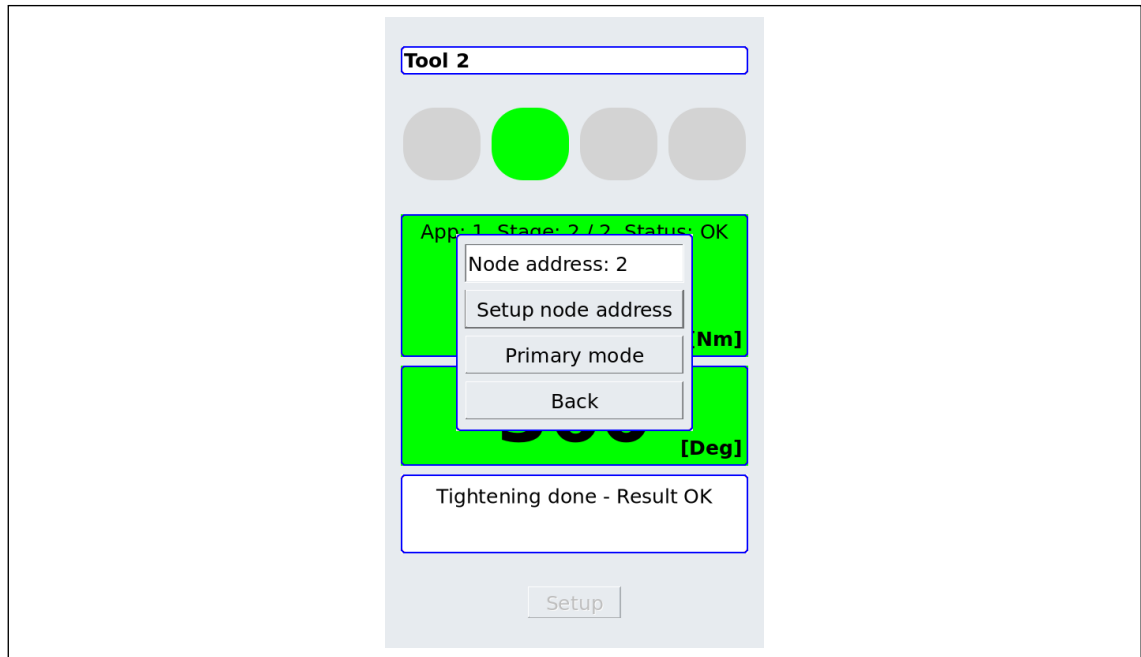 Tool 2
App: 1 Stage: 2 / 2 Status: OK
Node address: 2
Setup node address
[Nm]
Primary mode
Back
[Deg]
Tightening done - Result OK
Setup